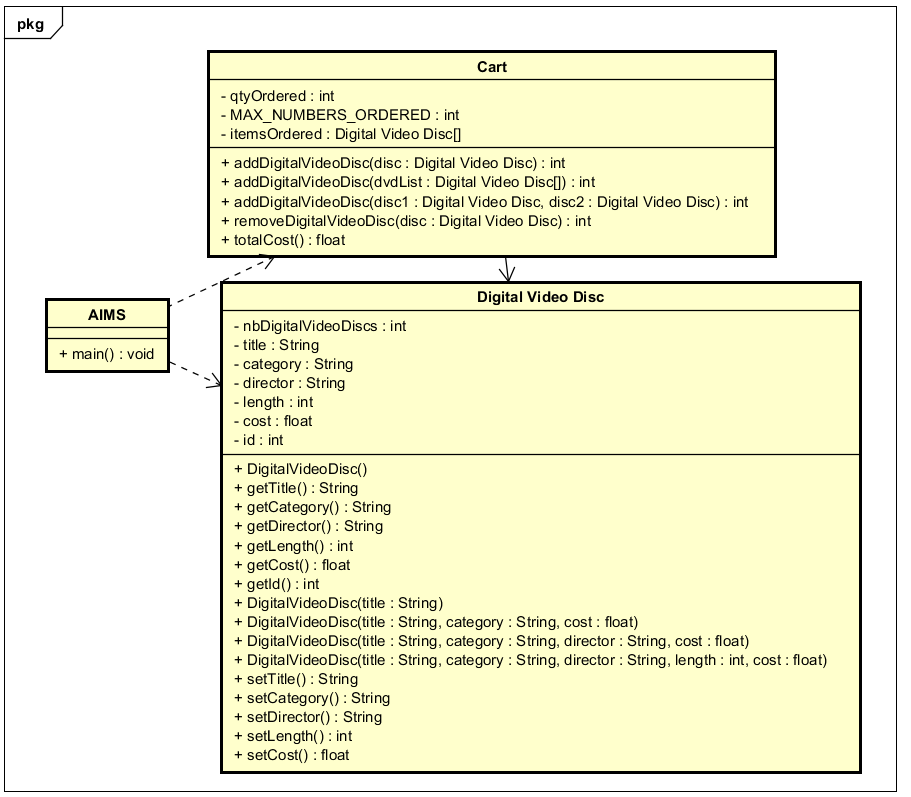 pkg
Cart
- qtyOrdered : int
- MAX_NUMBERS_ORDERED : int
- itemsOrdered : Digital Video Disc[]
+ addDigitalVideoDisc(disc : Digital Video Disc) : int
+ addDigitalVideoDisc(dvdList : Digital Video Disc[]) : int
+ addDigitalVideoDisc(disc1 : Digital Video Disc, disc2 : Digital Video Disc) : int
+ removeDigitalVideoDisc(disc : Digital Video Disc) : int
+ totalCost() : float
AIMS
+ main() : void
Digital Video Disc
- nbDigitalVideoDiscs : int
- title : String
- category : String
- director : String
- length : int
- cost : float
- id : int
+ DigitalVideoDisc()
+ getTitle() : String
+ getCategory() : String
+ getDirector() : String
+ getLength() : int
+ getCost() : float
+ getId() : int
+ DigitalVideoDisc(title : String)
+ DigitalVideoDisc(title : String, category : String, cost : float)
+ DigitalVideoDisc(title : String, category : String, director : String, cost : float)
+ DigitalVideoDisc(title : String, category : String, director : String, length : int, cost : float)
+ setTitle() : String
+ setCategory() : String
+ setDirector() : String
+ setLength() : int
+ setCost() : float